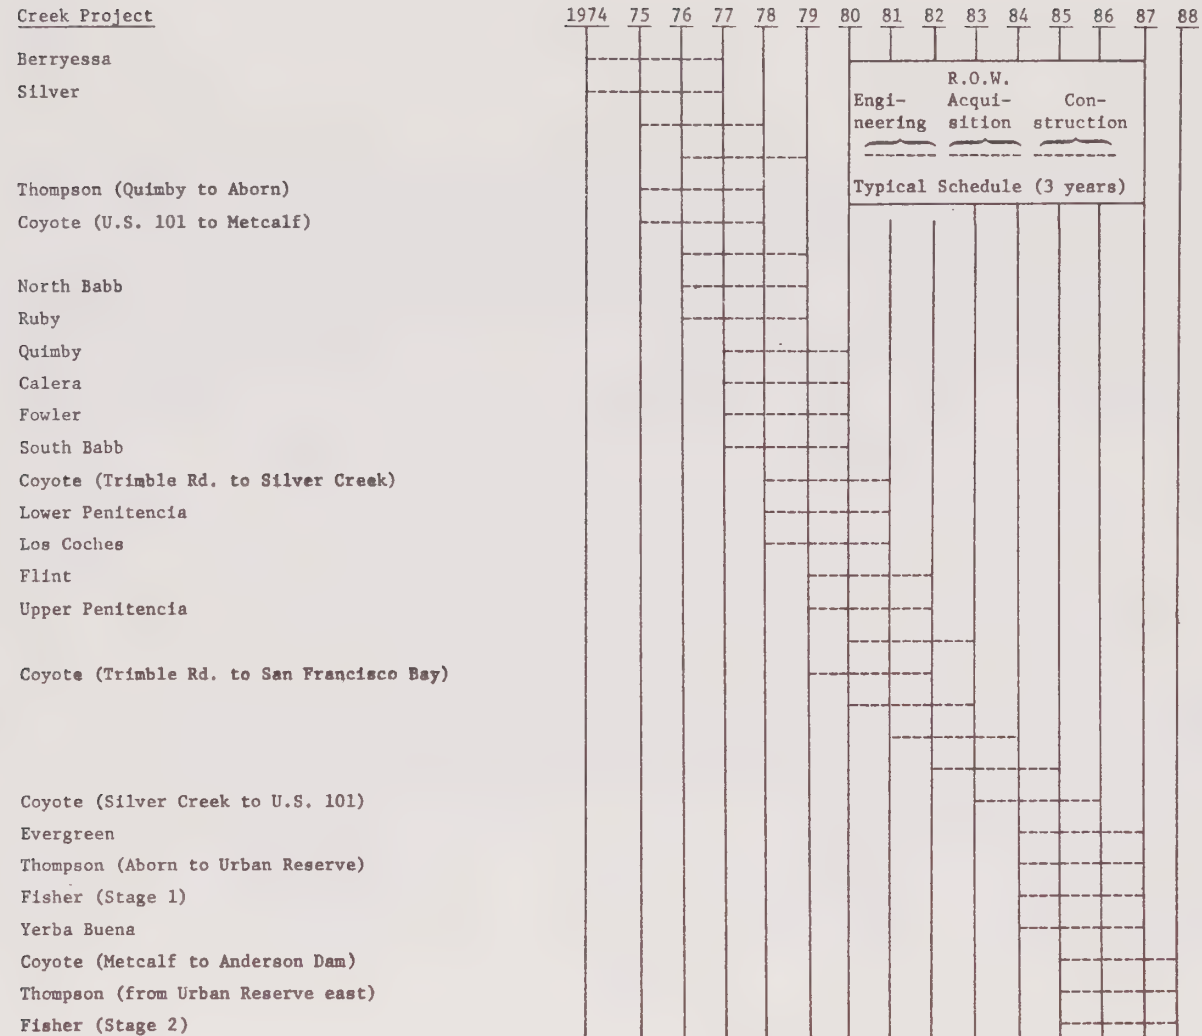 Creek Project 1974 75 76 77 78 79 80 81 82 83 84 85 86 87 88
Berryessa
Silver
R.O.W.
Engi- Acqui- Con-
neering sition struction
Typical Schedule (3 years)
Thompson (Quimby to Aborn)
Coyote (U.S. 101 to Metcalf)
North Babb
Ruby
Quimby
Calera
Fowler
South Babb
Coyote (Trimble Rd. to Silver Creek)
Lower Penitencia
Los Coches
Flint
Upper Penitencia
Coyote (Trimble Rd. to San Francisco Bay)
Coyote (Silver Creek to U.S. 101)
Evergreen
Thompson (Aborn to Urban Reserve)
Fisher (Stage 1)
Yerba Buena
Coyote (Metcalf to Anderson Dam)
Thompson (from Urban Reserve east)
Fisher (Stage 2)